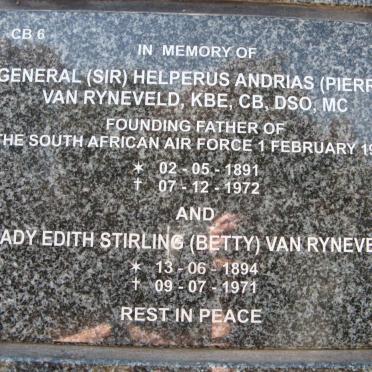 CB 6
IN MEMORY OF
GENERAL (SIR) HELPERUS ANDRIAS (PIERR
VAN RYNEVELD, KBE, CB, DSO, MC
FOUNDING FATHER OF
THE SOUTH AFRICAN AIR FORCE 1 FEBRUARY 19
✶ 02 - 05 - 1891
† 07 - 12 - 1972
AND
LADY EDITH STIRLING (BETTY) VAN RYNEVE
✶ 13 - 06 - 1894
† 09 - 07 - 1971
REST IN PEACE